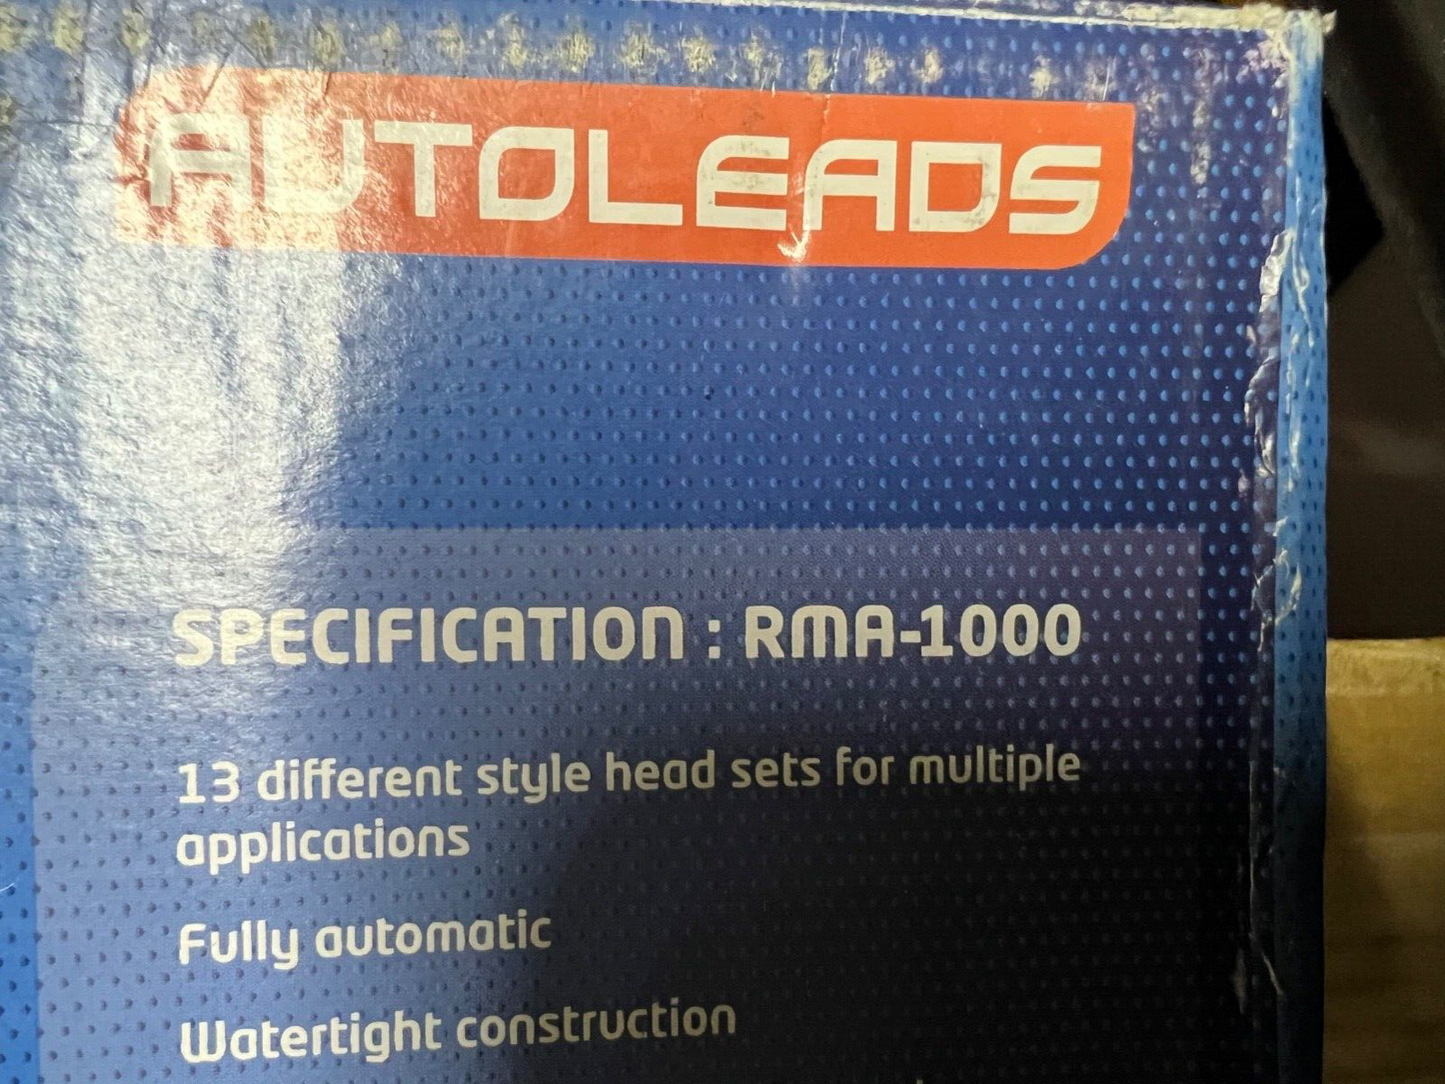 AUTOLEADS
SPECIFICATION : RMA-1000
13 different style head sets for multiple
applications
Fully automatic
Watertight construction